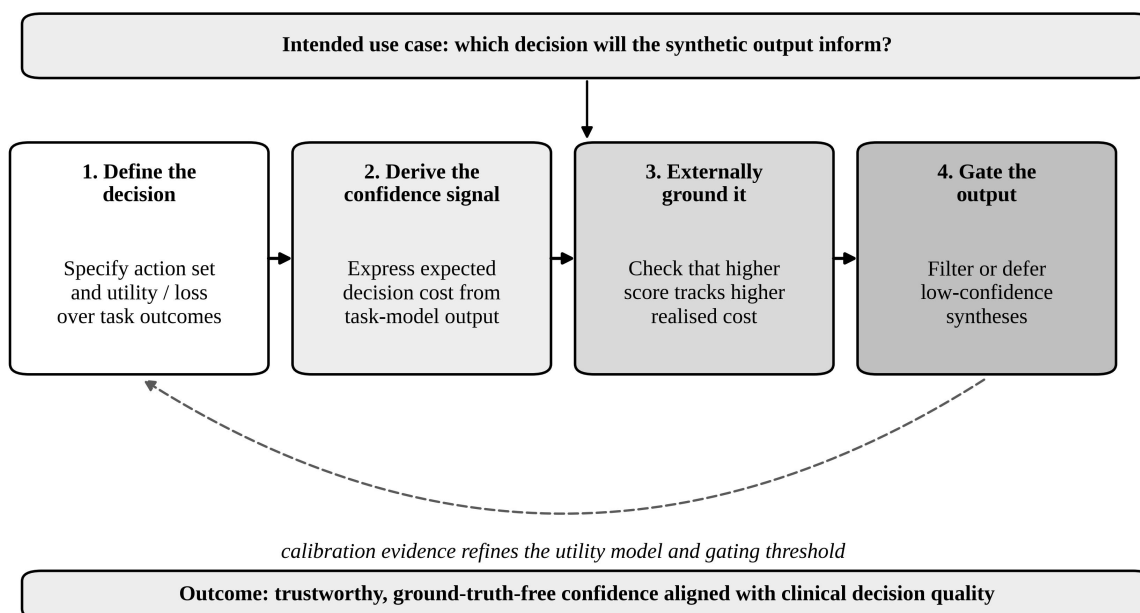 Intended use case: which decision will the synthetic output inform?
1. Define the
decision
Specify action set
and utility / loss
over task outcomes
2. Derive the
confidence signal
Express expected
decision cost from
task-model output
3. Externally
ground it
Check that higher
score tracks higher
realised cost
4. Gate the
output
Filter or defer
low-confidence
syntheses
calibration evidence refines the utility model and gating threshold
Outcome: trustworthy, ground-truth-free confidence aligned with clinical decision quality